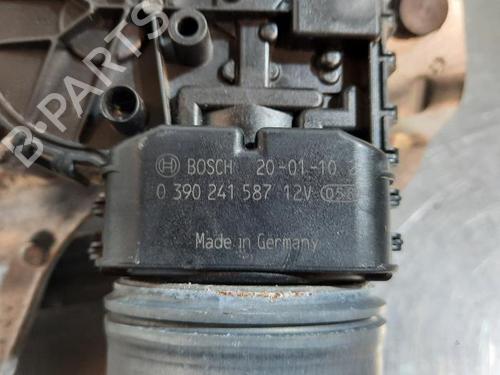 B-PARTS
BOSCH 20-01-10
0 390 241 587 12V
Made in Germany